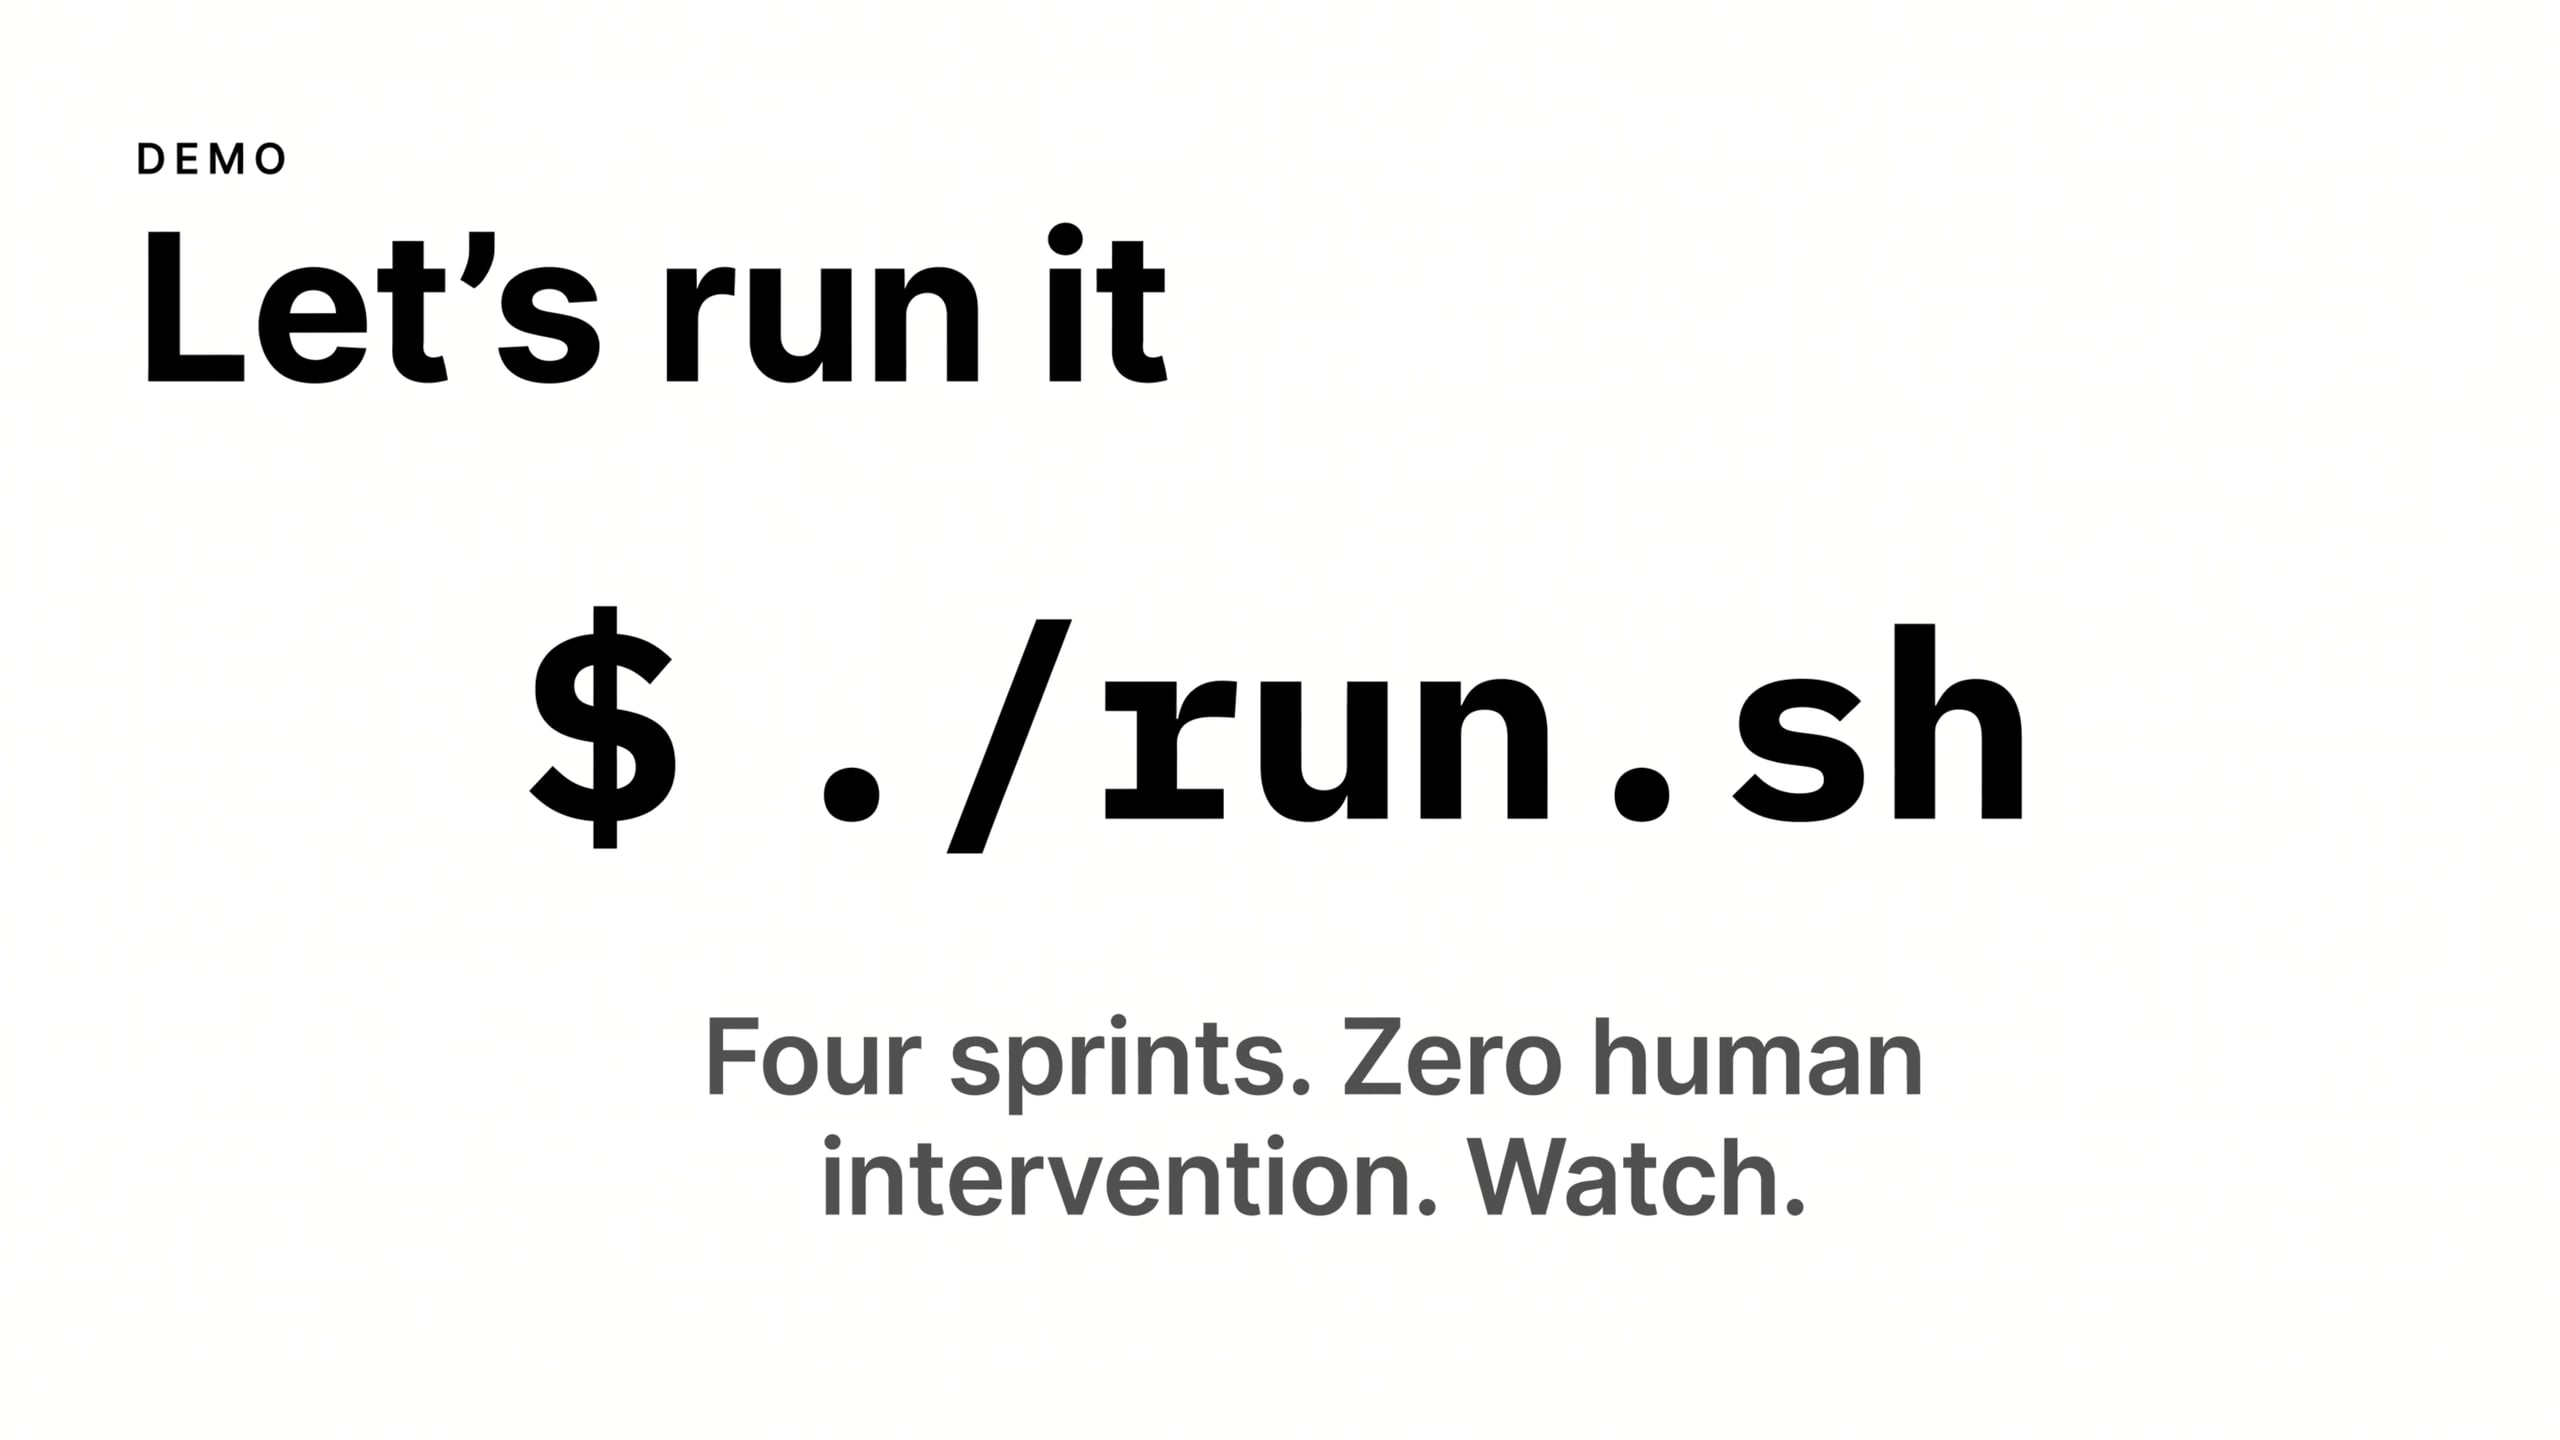 DEMO
Let’s run it
$ ./run.sh
Four sprints. Zero human
intervention. Watch.